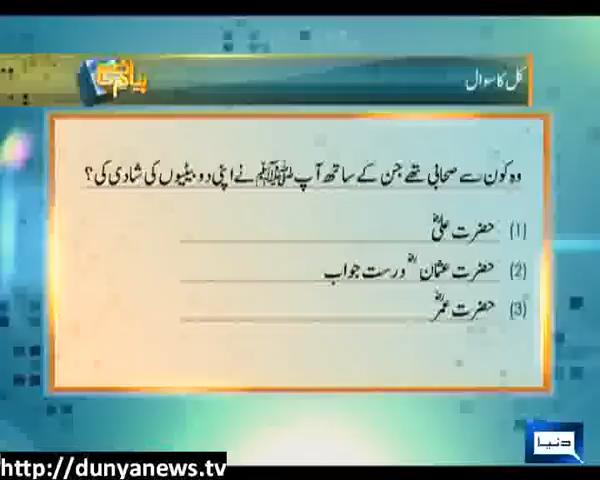 کل کا سوال
پیام صبح
وہ کون سے صحابی تھے جن کے ساتھ آپ ﷺ نے اپنی دو بیٹیوں کی شادی کی؟
(1) حضرت علیؓ
(2) حضرت عثمانؓ درست جواب
(3) حضرت عمرؓ
دنیا
http://dunyanews.tv